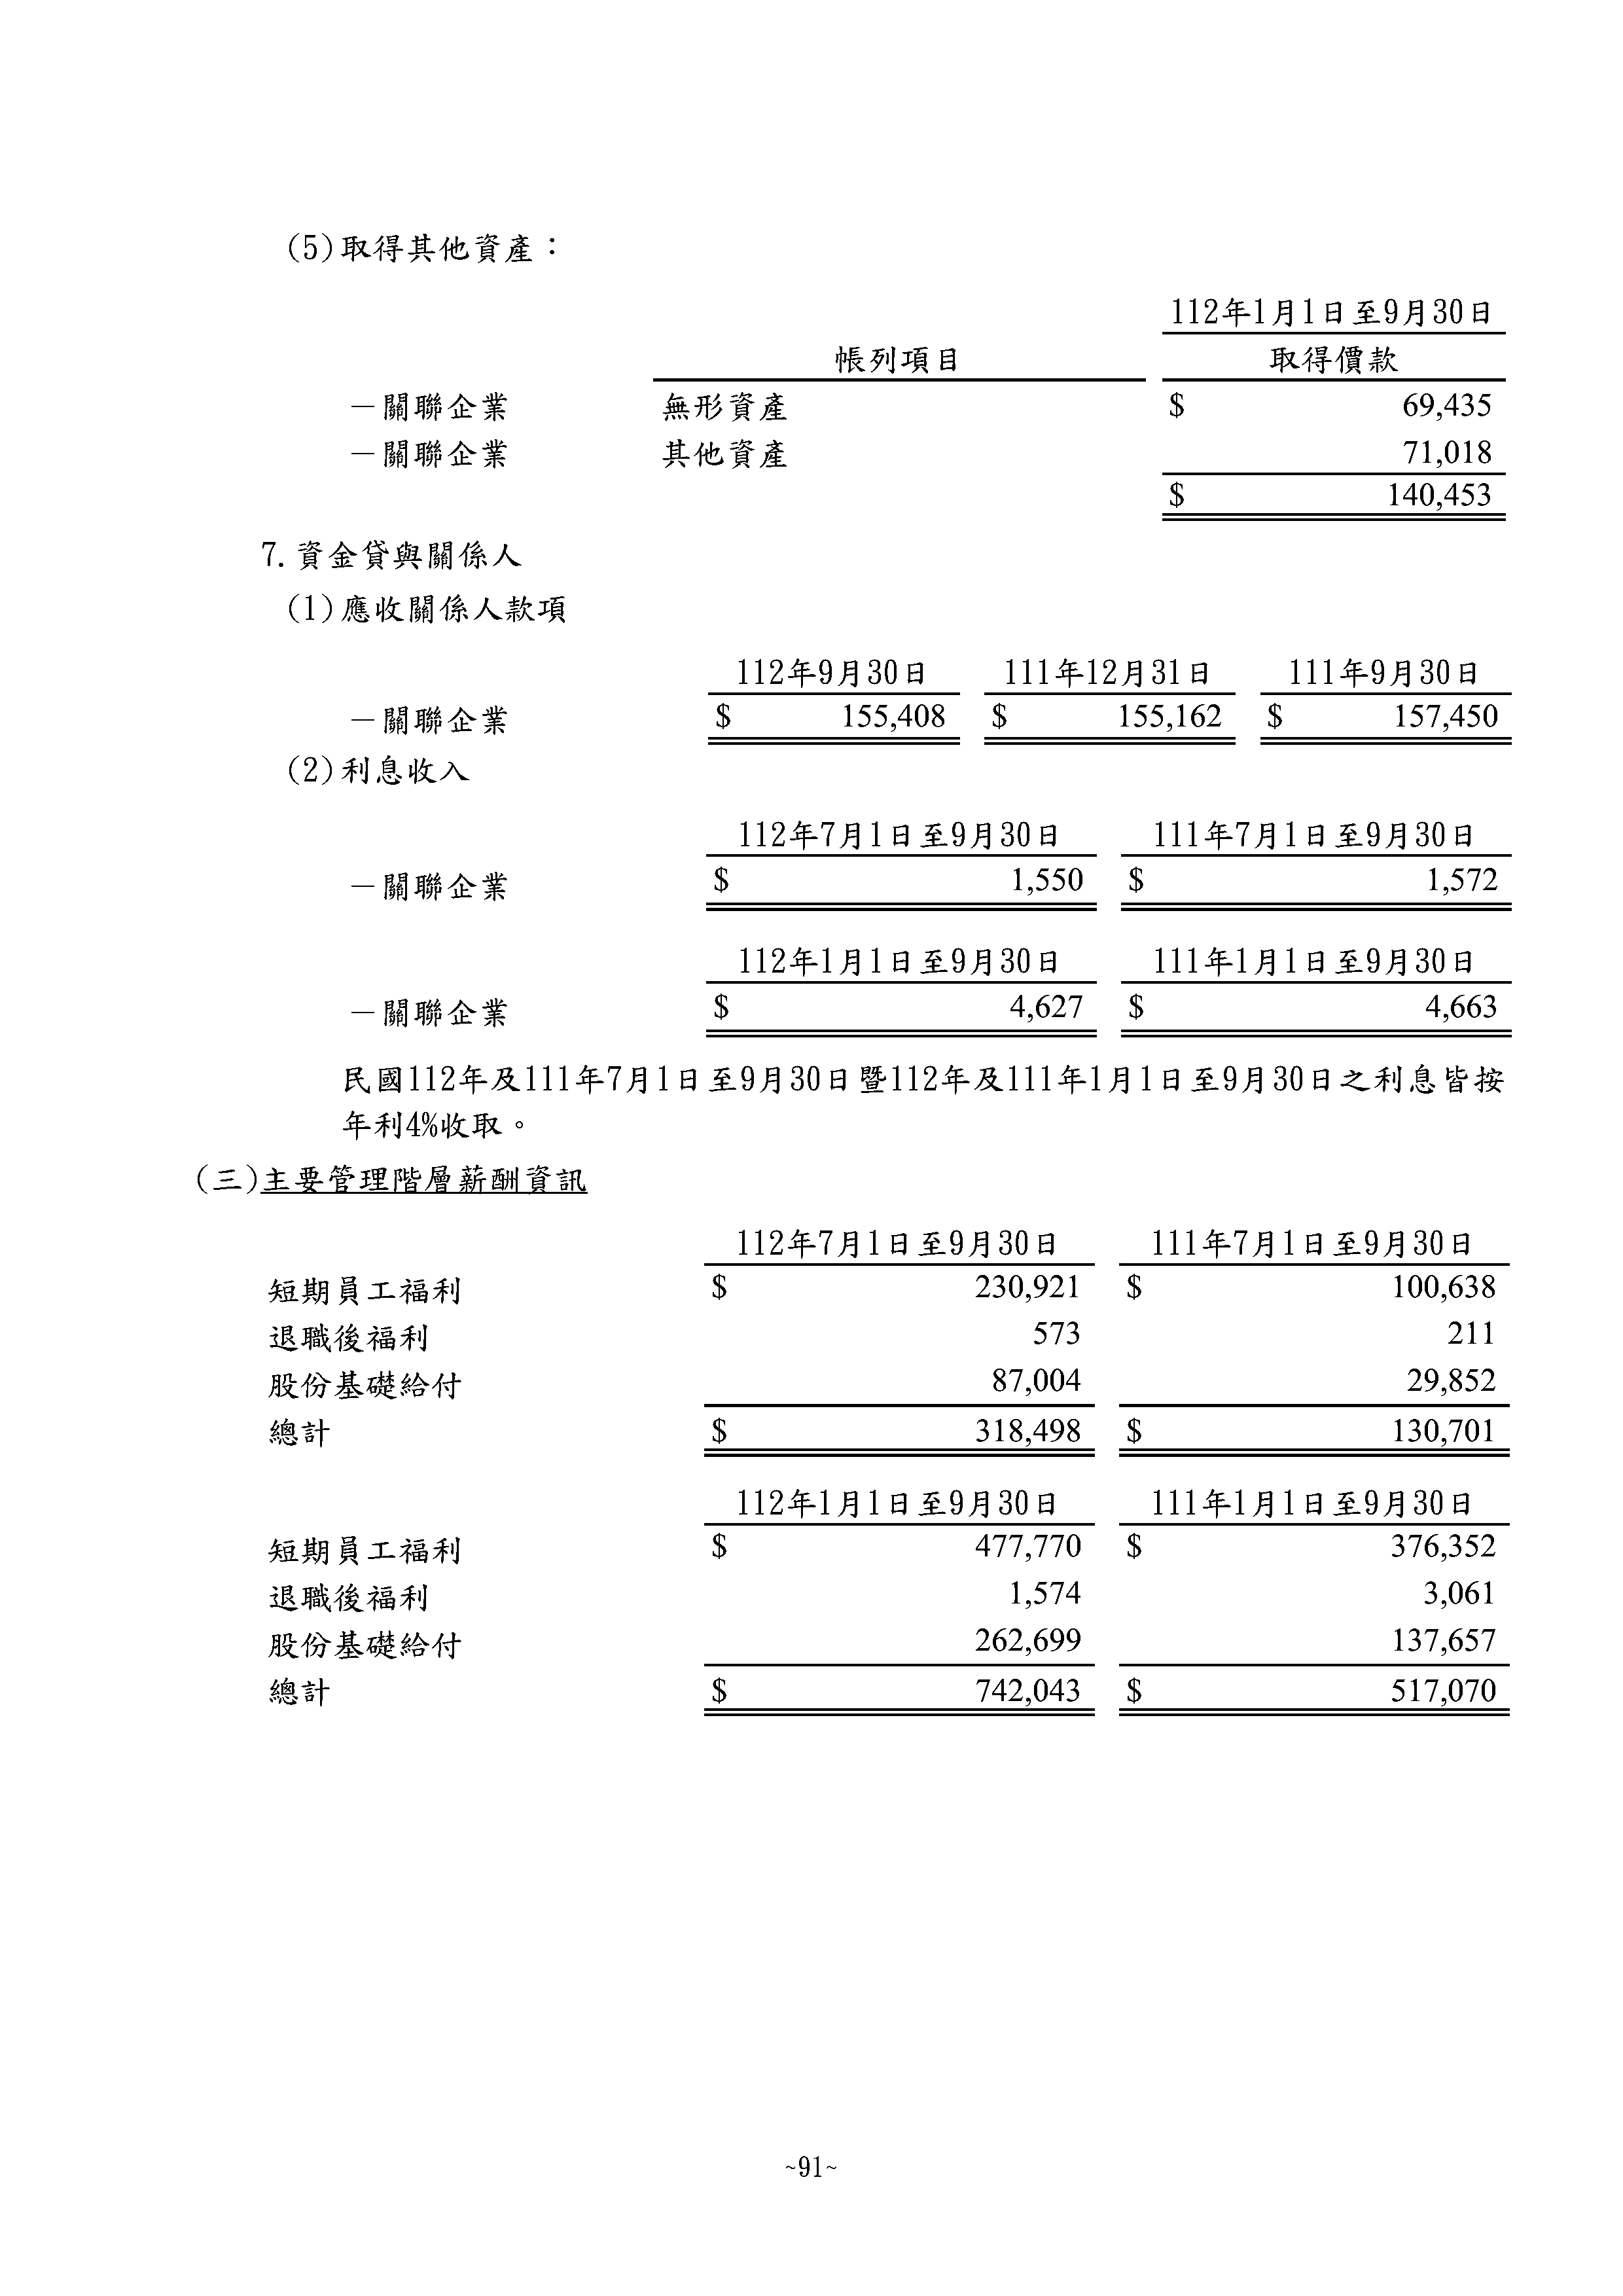 (5)取得其他資產：
112年1月1日至9月30日
帳列項目 取得價款
－關聯企業 無形資產 $ 69,435
－關聯企業 其他資產 71,018
$ 140,453
7.資金貸與關係人
(1)應收關係人款項
112年9月30日 111年12月31日 111年9月30日
－關聯企業 $ 155,408 $ 155,162 $ 157,450
(2)利息收入
112年7月1日至9月30日 111年7月1日至9月30日
－關聯企業 $ 1,550 $ 1,572
112年1月1日至9月30日 111年1月1日至9月30日
－關聯企業 $ 4,627 $ 4,663
民國112年及111年7月1日至9月30日暨112年及111年1月1日至9月30日之利息皆按
年利4%收取。
(三)主要管理階層薪酬資訊
112年7月1日至9月30日 111年7月1日至9月30日
短期員工福利 $ 230,921 $ 100,638
退職後福利 573 211
股份基礎給付 87,004 29,852
總計 $ 318,498 $ 130,701
112年1月1日至9月30日 111年1月1日至9月30日
短期員工福利 $ 477,770 $ 376,352
退職後福利 1,574 3,061
股份基礎給付 262,699 137,657
總計 $ 742,043 $ 517,070
~91~